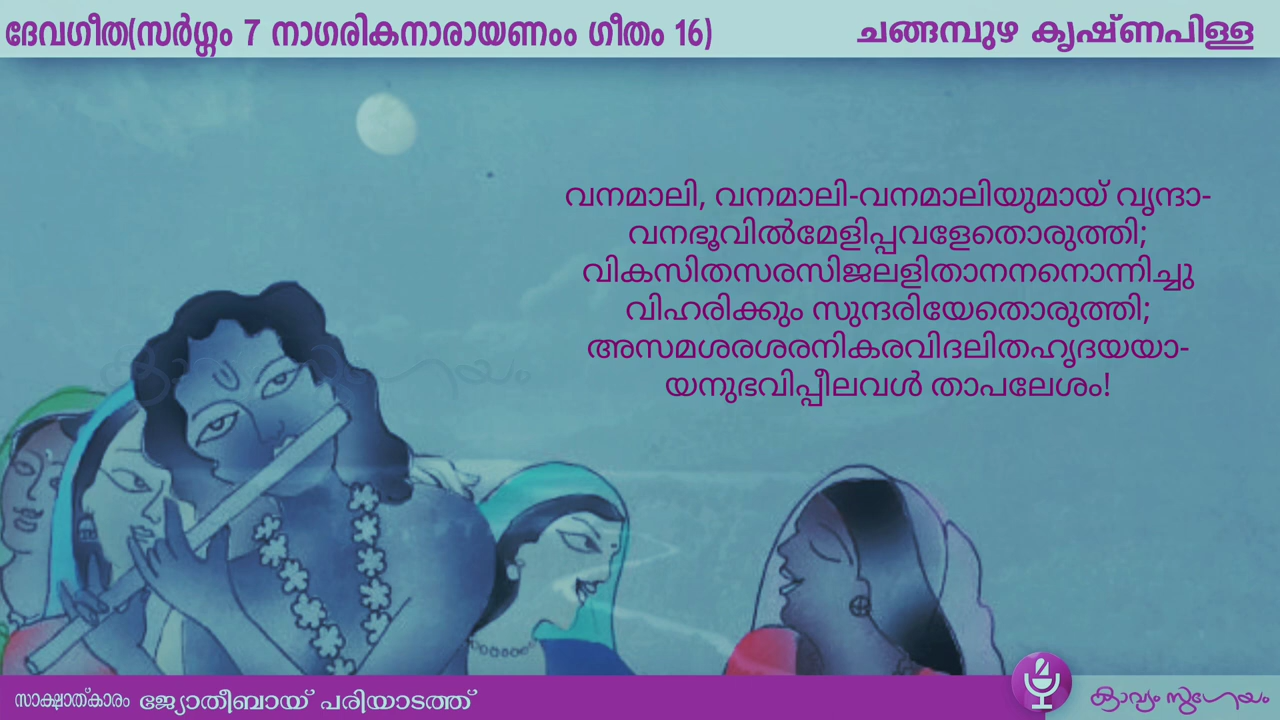 ദേവഗീത(സർഗ്ഗം 7 നാഗരികനാരായണംം ഗീതം 16)
ചങ്ങമ്പുഴ കൃഷ്ണപിള്ള
വനമാലി, വനമാലി-വനമാലിയുമായ് വൃന്ദാ-
വനഭൂവിൽമേളിപ്പവളേതൊരുത്തി;
വികസിതസരസിജലളിതാനനനൊന്നിച്ചു
വിഹരിക്കും സുന്ദരിയേതൊരുത്തി;
അസമശരശരനികരവിദലിതഹൃദയയാ-
യനുഭവിപ്പീലവൾ താപലേശം!
കാവ്യം സുഗേയം
സാക്ഷാത്കാരം ജ്യോതീബായ് പരിയാടത്ത്
കാവ്യം സുഗേയം